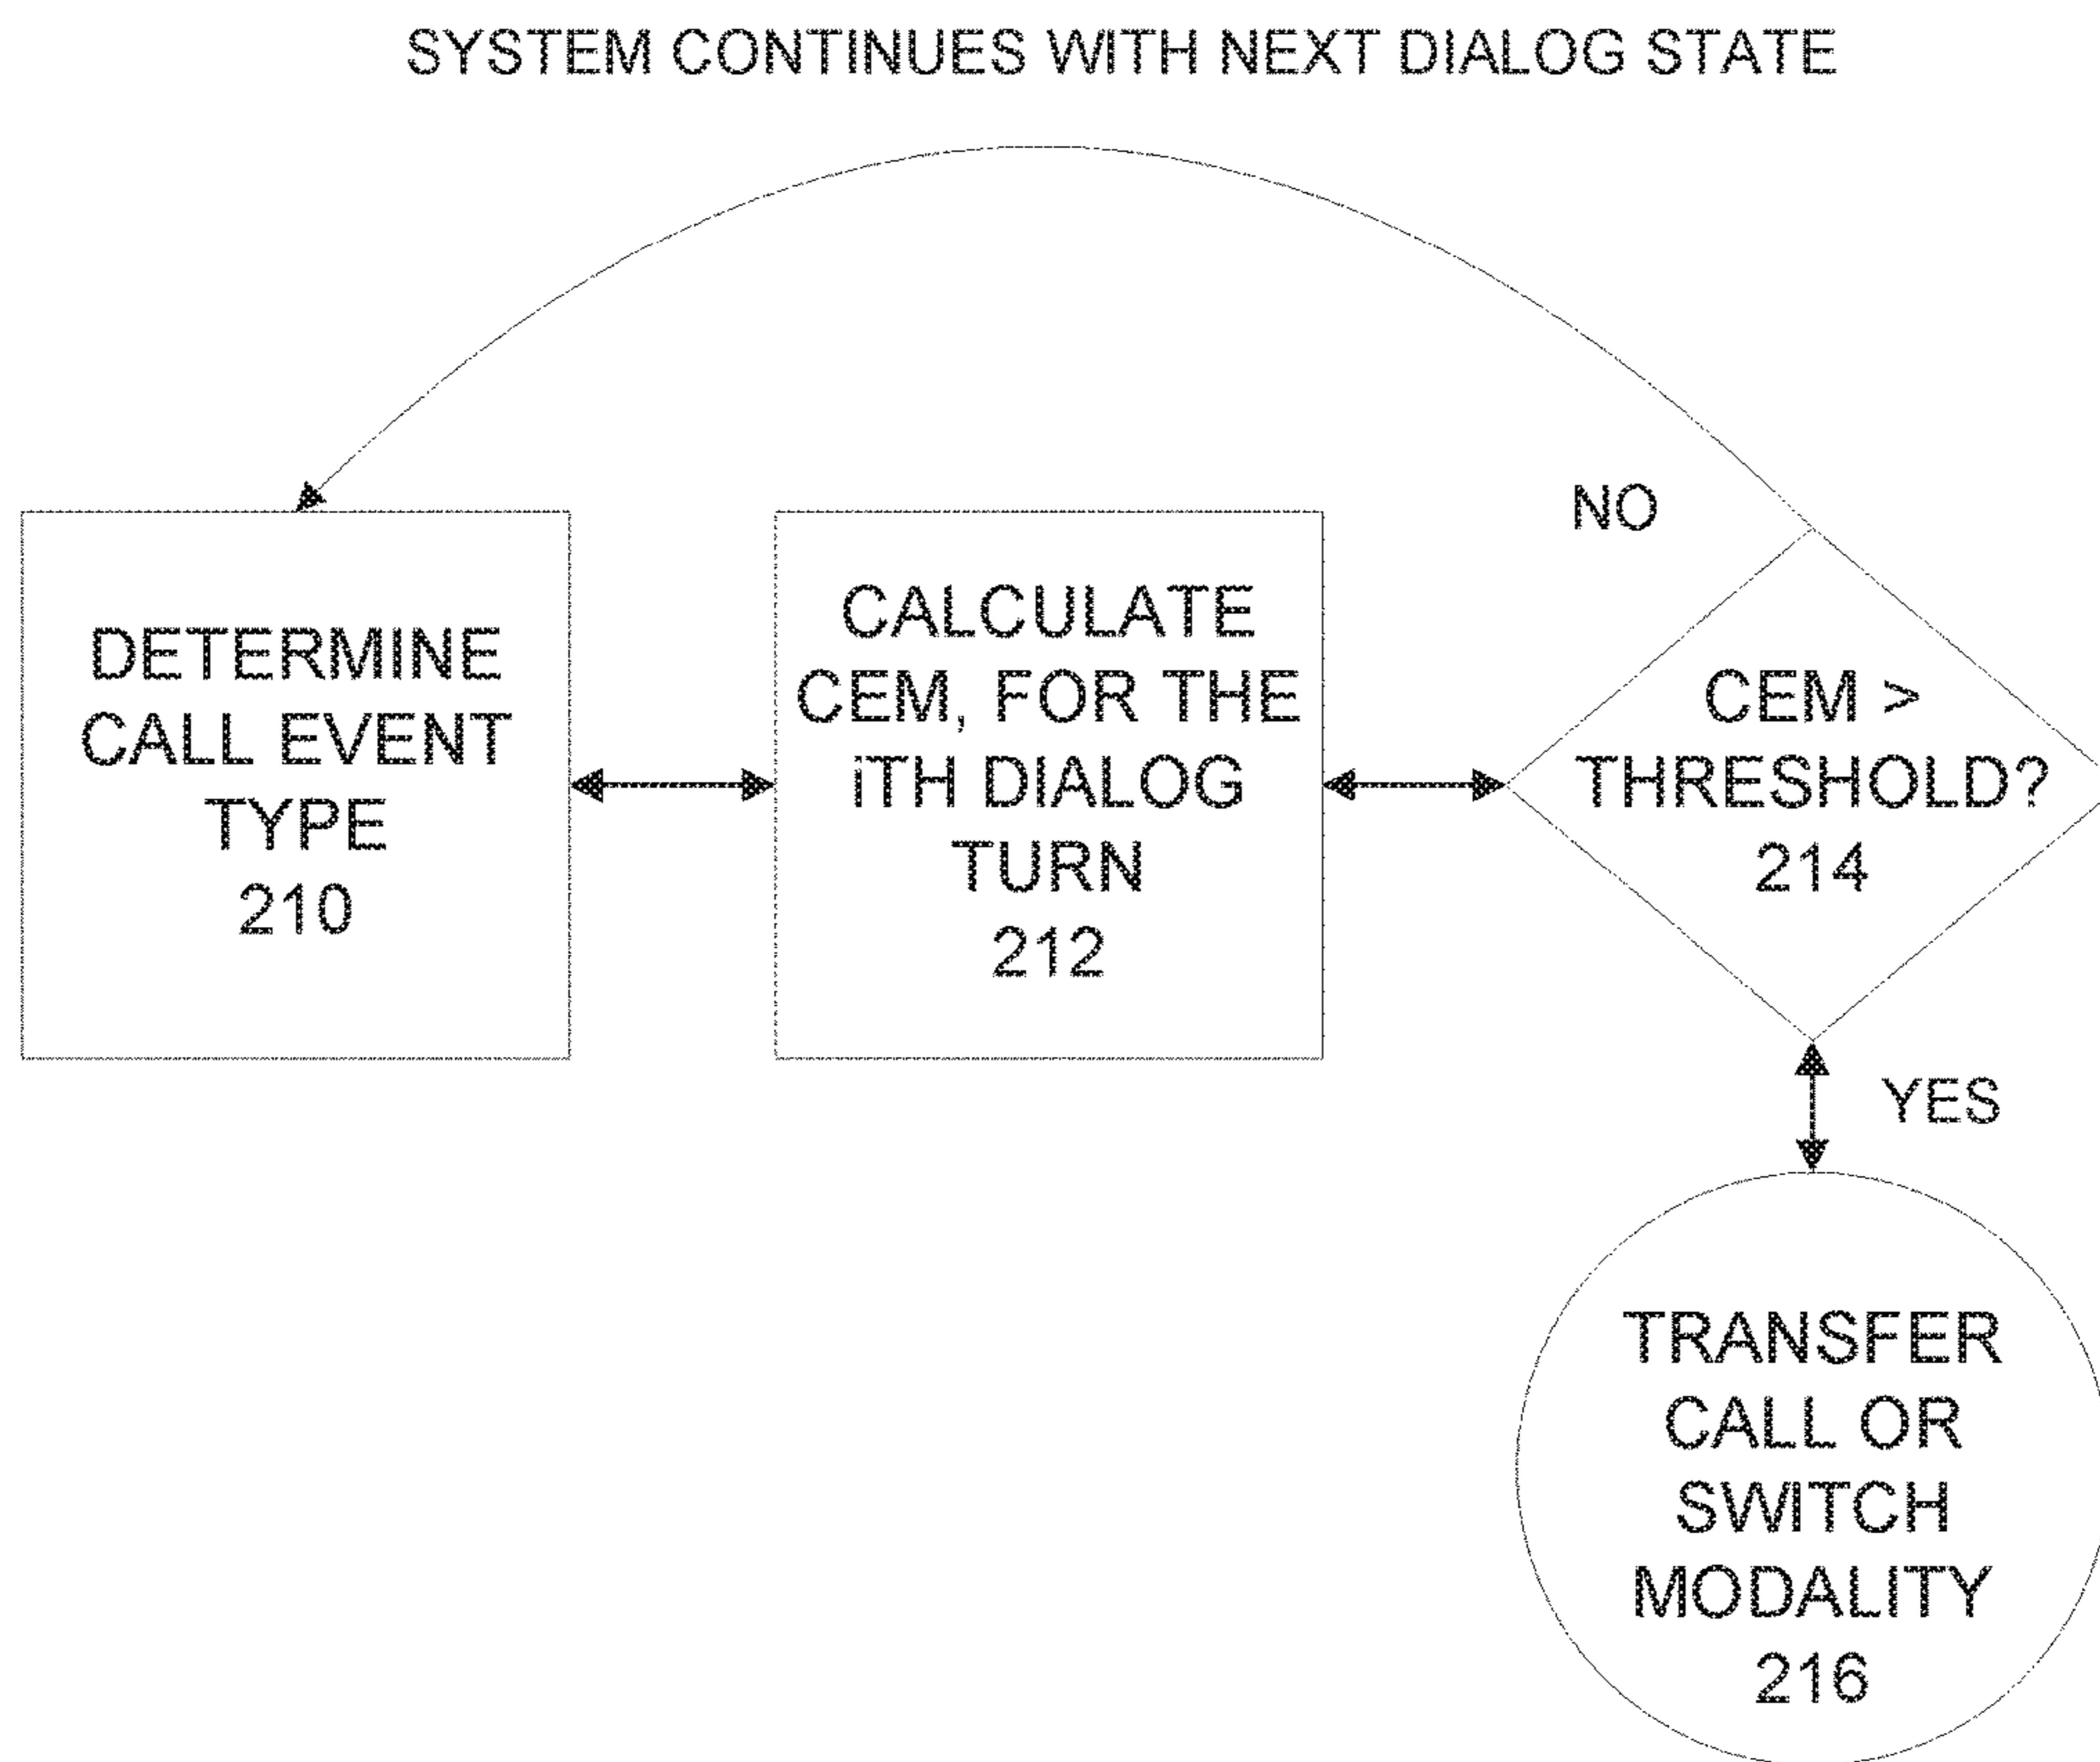 SYSTEM CONTINUES WITH NEXT DIALOG STATE
DETERMINE
CALL EVENT
TYPE
210
CALCULATE
CEM, FOR THE
iTH DIALOG
TURN
212
NO
CEM >
THRESHOLD?
214
YES
TRANSFER
CALL OR
SWITCH
MODALITY
216